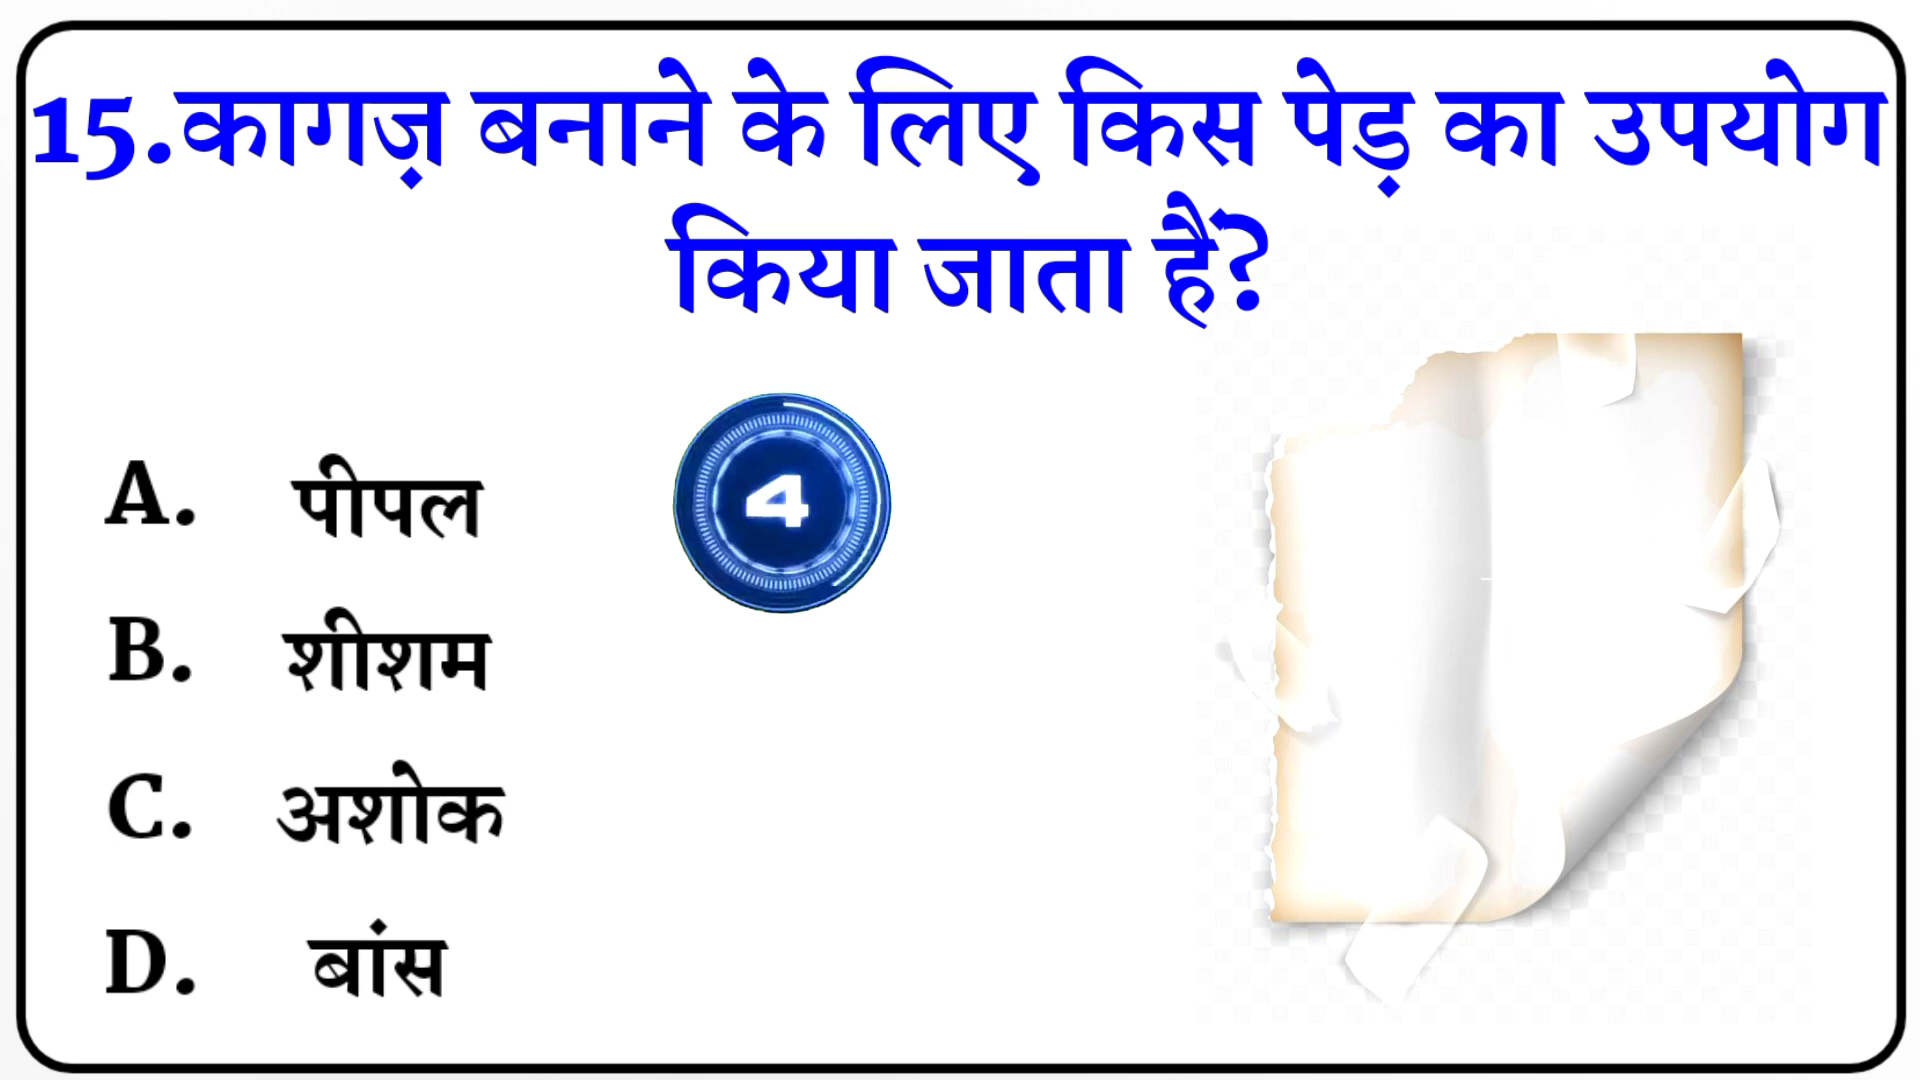 15.कागज़ बनाने के लिए किस पेड़ का उपयोग
किया जाता हैं?
4
A. पीपल
B. शीशम
C. अशोक
D. बांस